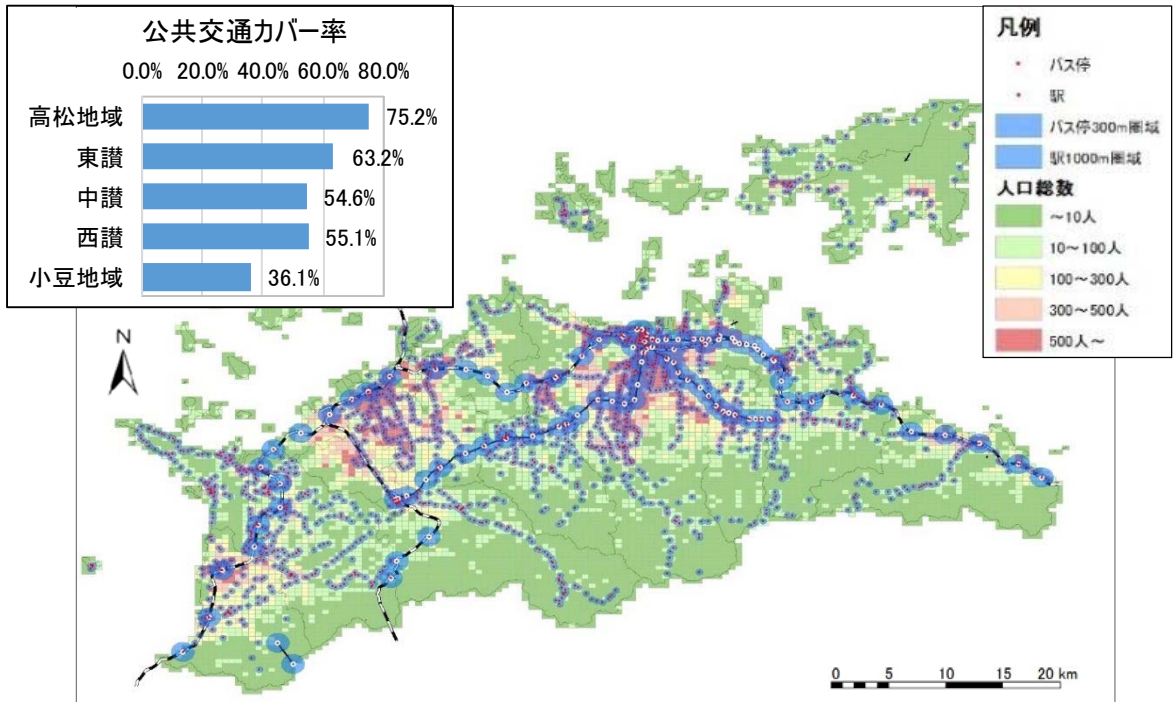 公共交通カバー率
0.0% 20.0% 40.0% 60.0% 80.0%
高松地域 75.2%
東讃 63.2%
中讃 54.6%
西讃 55.1%
小豆地域 36.1%
凡例
バス停
駅
バス停300m圏域
駅1000m圏域
人口総数
～10人
10～100人
100～300人
300～500人
500人～
N
0 5 10 15 20 km